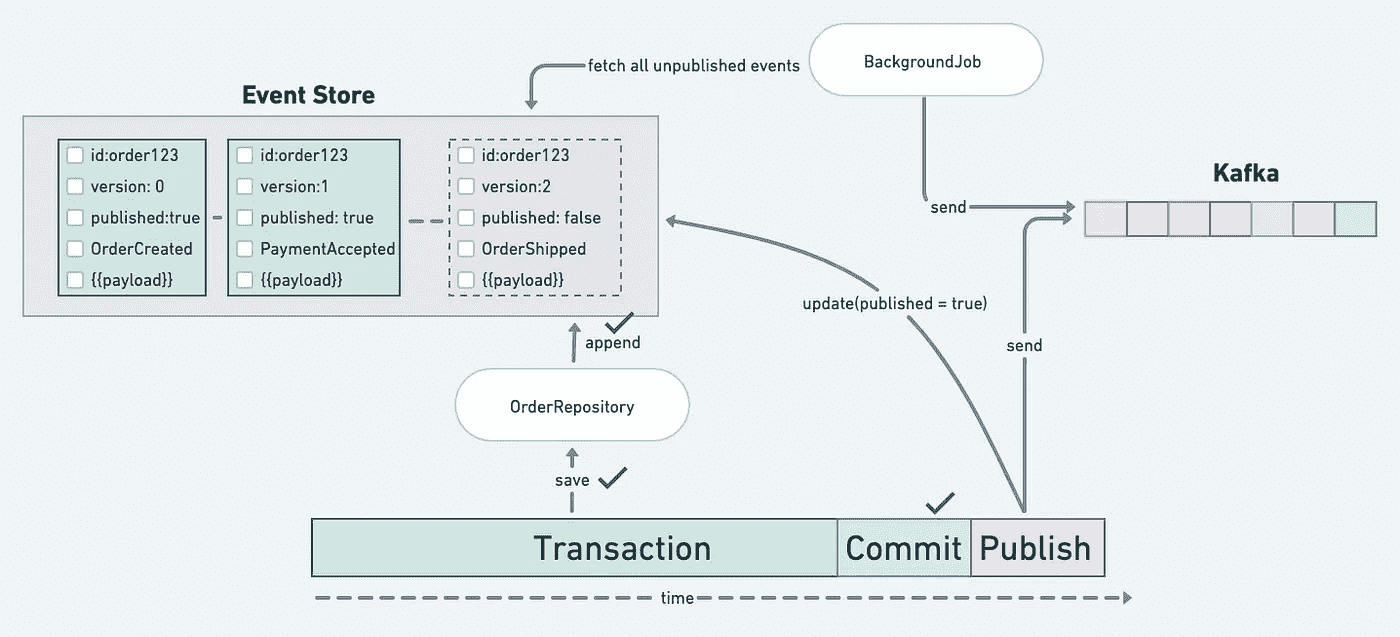 BackgroundJob
fetch all unpublished events
Event Store
id:order123
version: 0
published:true
OrderCreated
{{payload}}
id:order123
version:1
published: true
PaymentAccepted
{{payload}}
id:order123
version:2
published: false
OrderShipped
{{payload}}
Kafka
send
update(published = true)
send
append
OrderRepository
save
Transaction
Commit
Publish
time